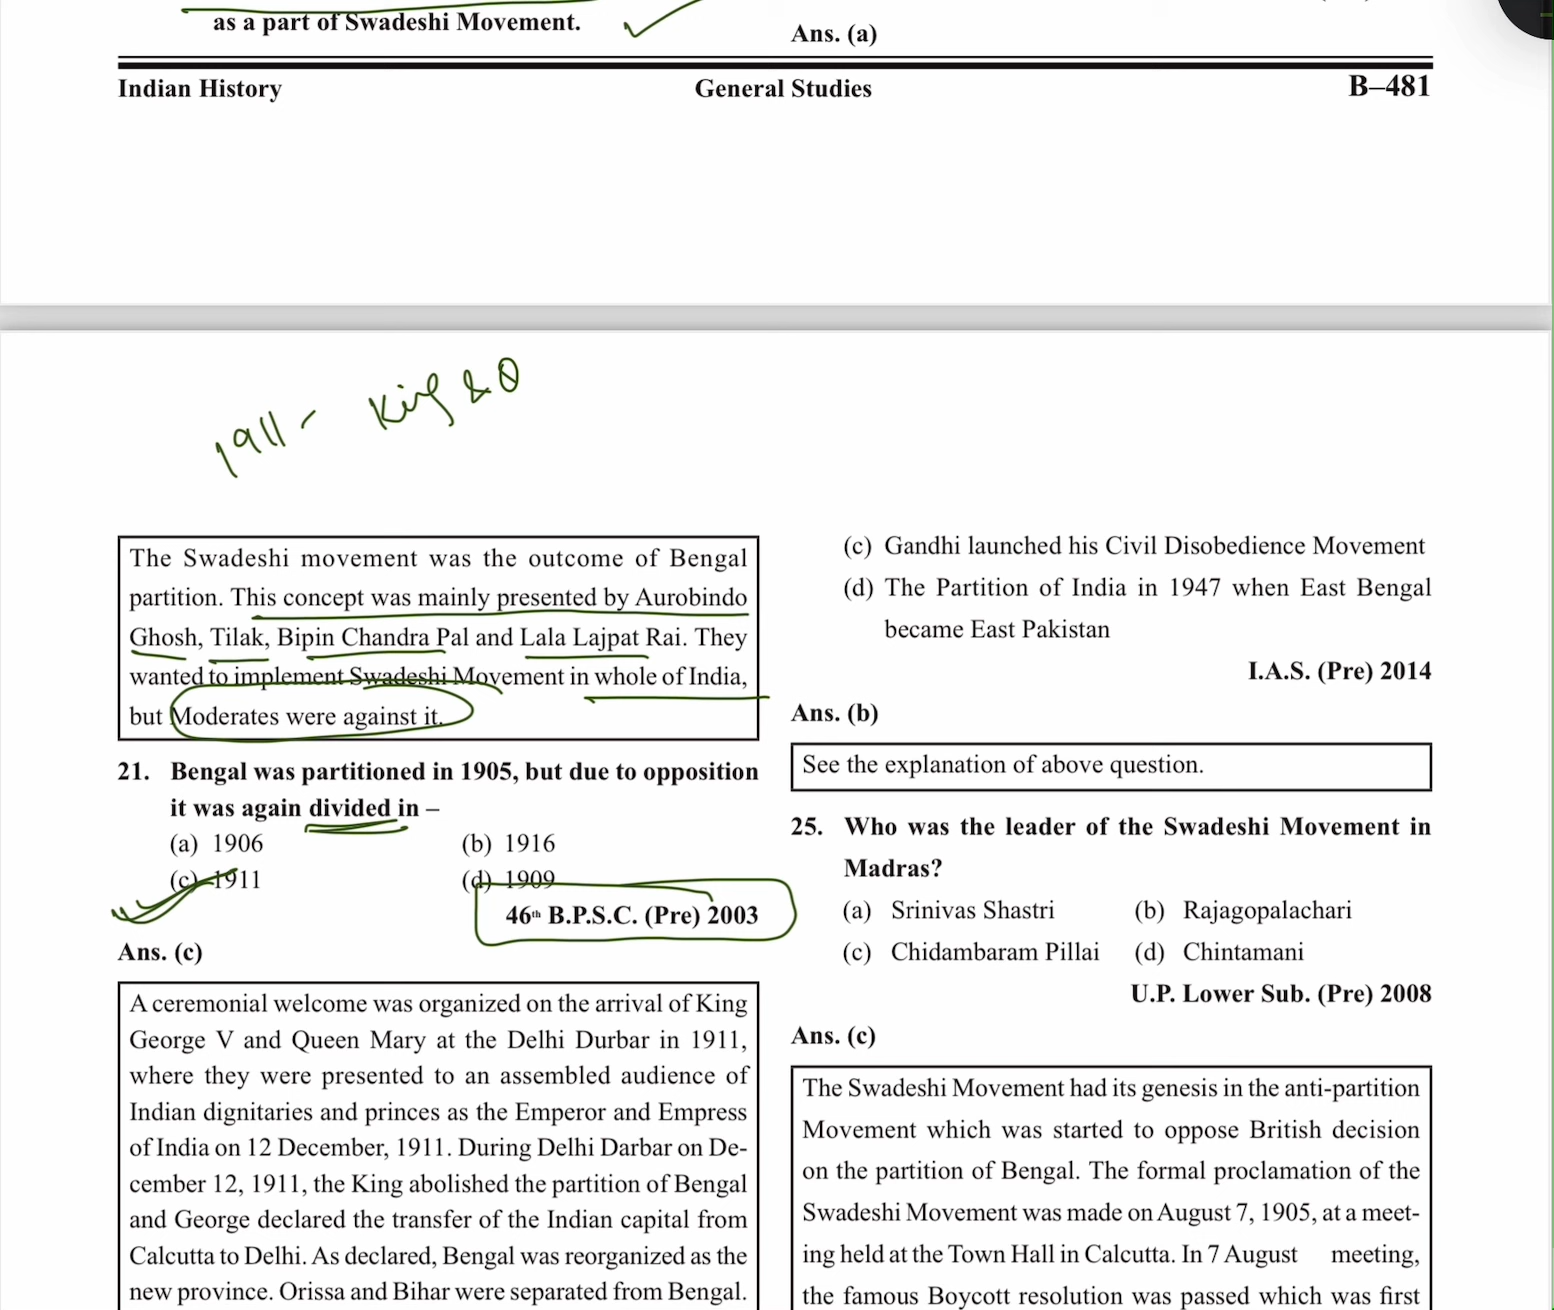 as a part of Swadeshi Movement.
Ans. (a)
Indian History General Studies B–481
1911 - King & Q
The Swadeshi movement was the outcome of Bengal
partition. This concept was mainly presented by Aurobindo
Ghosh, Tilak, Bipin Chandra Pal and Lala Lajpat Rai. They
wanted to implement Swadeshi Movement in whole of India,
but Moderates were against it.
21. Bengal was partitioned in 1905, but due to opposition
it was again divided in –
(a) 1906 (b) 1916
(c) 1911 (d) 1909
46th B.P.S.C. (Pre) 2003
Ans. (c)
A ceremonial welcome was organized on the arrival of King
George V and Queen Mary at the Delhi Durbar in 1911,
where they were presented to an assembled audience of
Indian dignitaries and princes as the Emperor and Empress
of India on 12 December, 1911. During Delhi Darbar on De-
cember 12, 1911, the King abolished the partition of Bengal
and George declared the transfer of the Indian capital from
Calcutta to Delhi. As declared, Bengal was reorganized as the
new province. Orissa and Bihar were separated from Bengal.
(c) Gandhi launched his Civil Disobedience Movement
(d) The Partition of India in 1947 when East Bengal
became East Pakistan
I.A.S. (Pre) 2014
Ans. (b)
See the explanation of above question.
25. Who was the leader of the Swadeshi Movement in
Madras?
(a) Srinivas Shastri (b) Rajagopalachari
(c) Chidambaram Pillai (d) Chintamani
U.P. Lower Sub. (Pre) 2008
Ans. (c)
The Swadeshi Movement had its genesis in the anti-partition
Movement which was started to oppose British decision
on the partition of Bengal. The formal proclamation of the
Swadeshi Movement was made on August 7, 1905, at a meet-
ing held at the Town Hall in Calcutta. In 7 August meeting,
the famous Boycott resolution was passed which was first